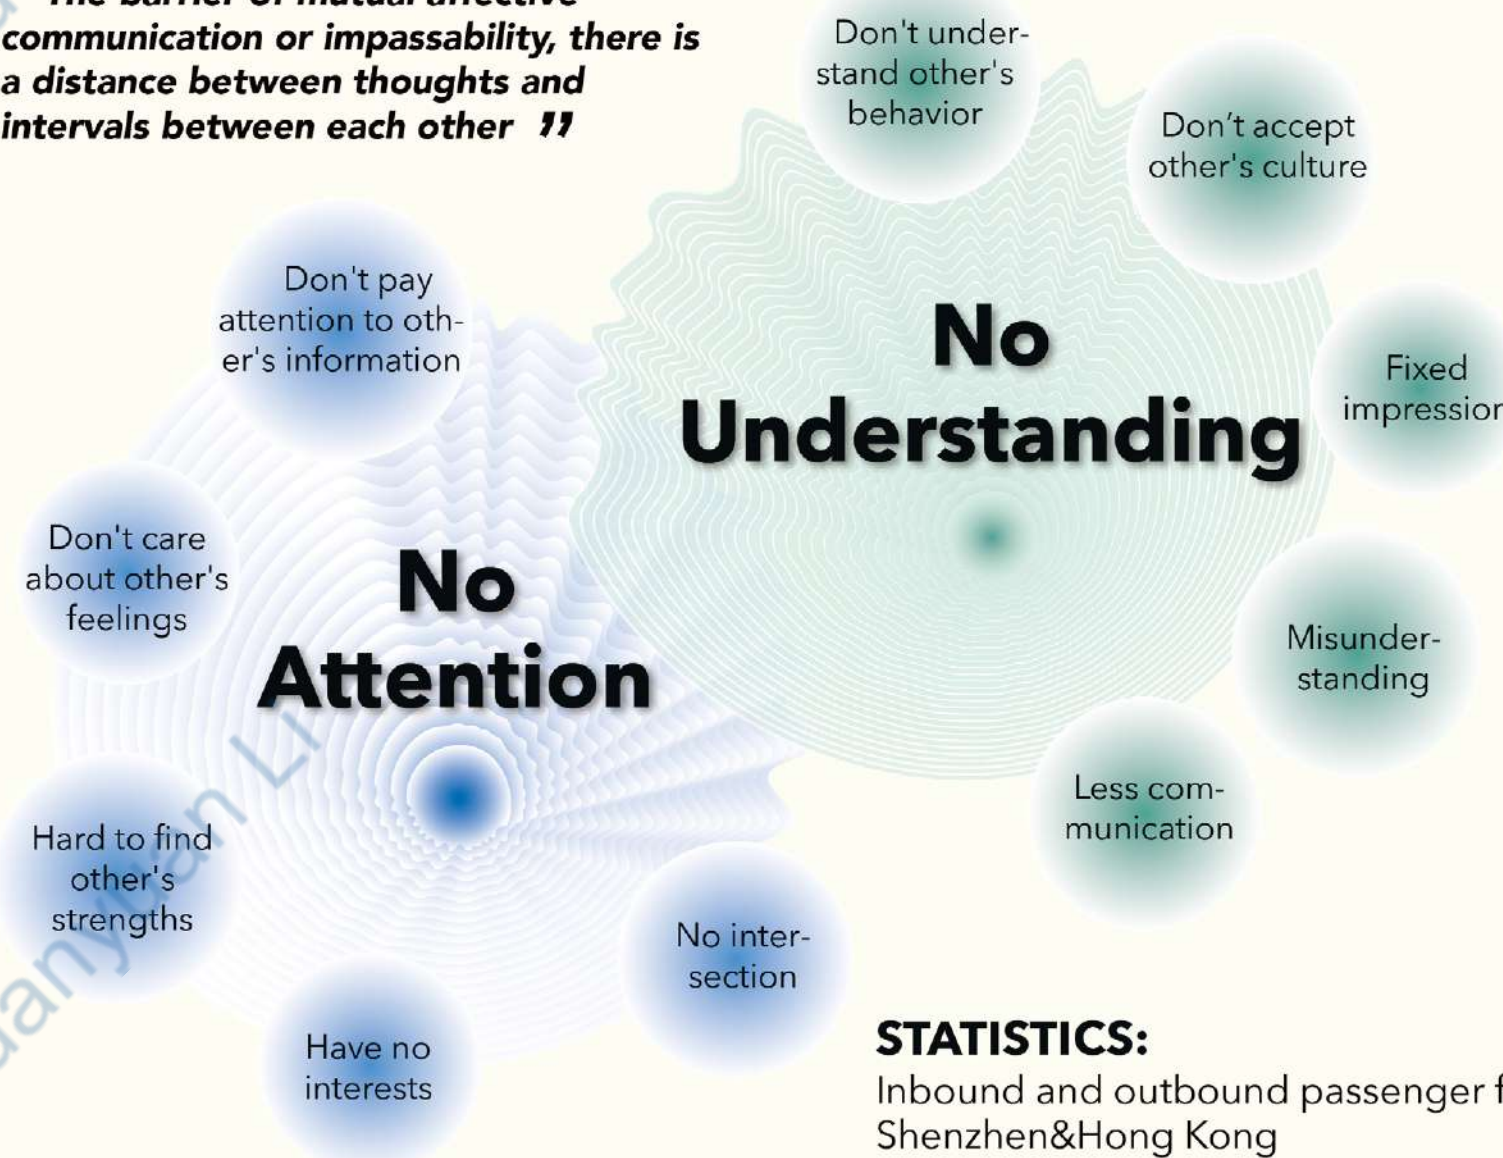 communication or impassability, there is
a distance between thoughts and
intervals between each other ”
Don't under-
stand other's
behavior
Don't accept
other's culture
Don't pay
attention to oth-
er's information
No
Understanding
Fixed
Don't care
about other's
feelings
No
Attention
Misunder-
standing
Less com-
munication
Hard to find
other's
strengths
No inter-
section
Have no
interests
STATISTICS:
Inbound and outbound passenger
Shenzhen&Hong Kong
Li